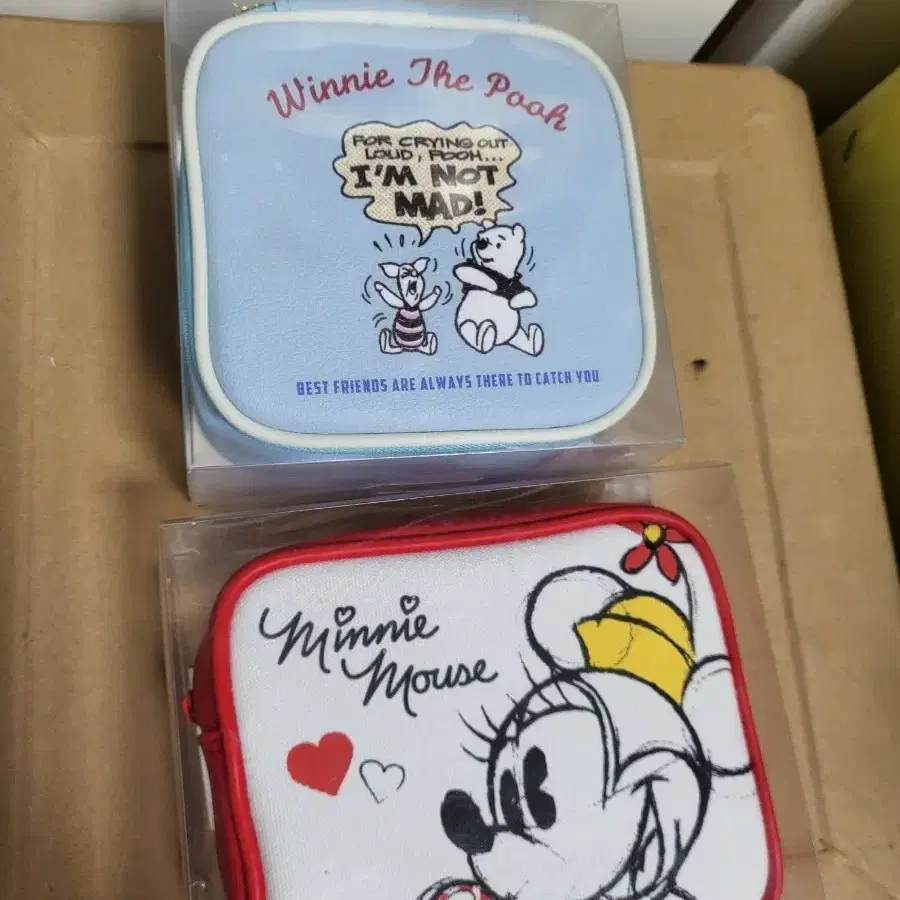 Winnie The Pooh
FOR CRYING OUT
LOUD, POOH...
I'M NOT
MAD!
BEST FRIENDS ARE ALWAYS THERE TO CATCH YOU
Minnie
Mouse